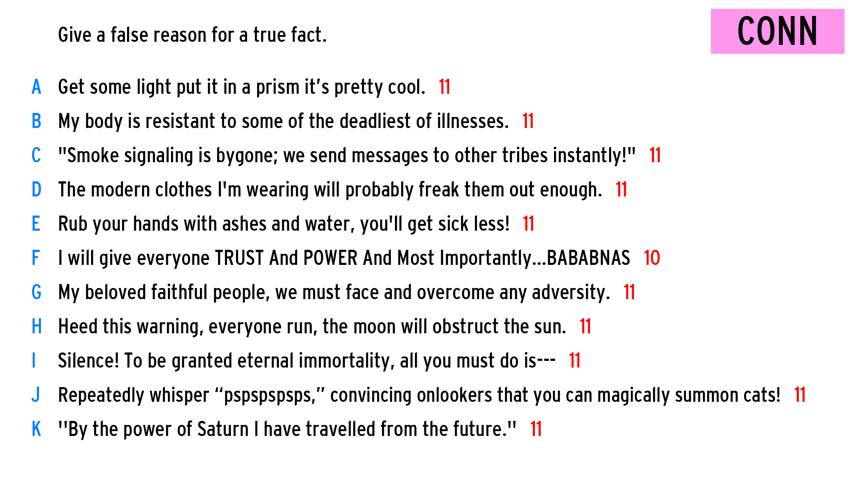 Give a false reason for a true fact.
CONN
A Get some light put it in a prism it’s pretty cool. 11
B My body is resistant to some of the deadliest of illnesses. 11
C "Smoke signaling is bygone; we send messages to other tribes instantly!" 11
D The modern clothes I'm wearing will probably freak them out enough. 11
E Rub your hands with ashes and water, you'll get sick less! 11
F I will give everyone TRUST And POWER And Most Importantly...BABABNAS 10
G My beloved faithful people, we must face and overcome any adversity. 11
H Heed this warning, everyone run, the moon will obstruct the sun. 11
I Silence! To be granted eternal immortality, all you must do is--- 11
J Repeatedly whisper “pspspspsps,” convincing onlookers that you can magically summon cats! 11
K ''By the power of Saturn I have travelled from the future.'' 11